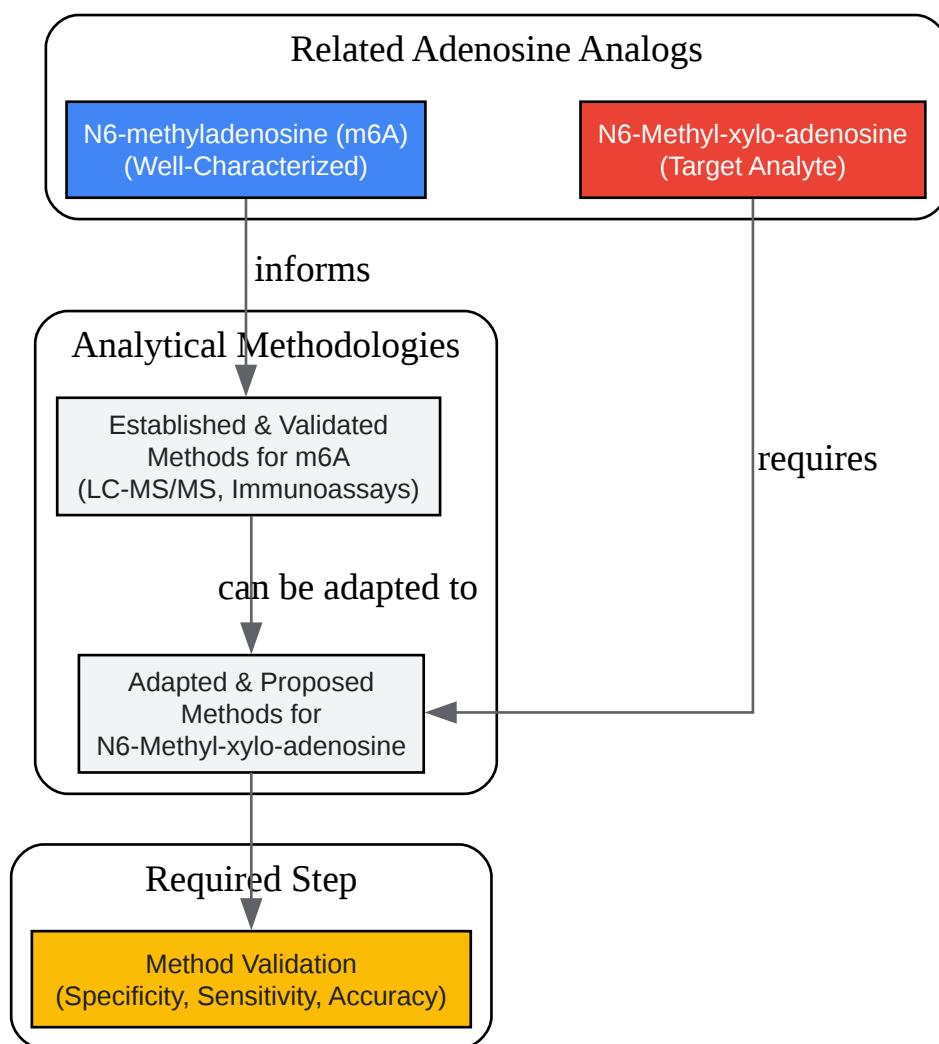 Related Adenosine Analogs
N6-methyladenosine (m6A)
(Well-Characterized)
N6-Methyl-xylo-adenosine
(Target Analyte)
informs
Analytical Methodologies
Established & Validated
Methods for m6A
(LC-MS/MS, Immunoassays)
requires
can be adapted to
Adapted & Proposed
Methods for
N6-Methyl-xylo-adenosine
Required Step
Method Validation
(Specificity, Sensitivity, Accuracy)